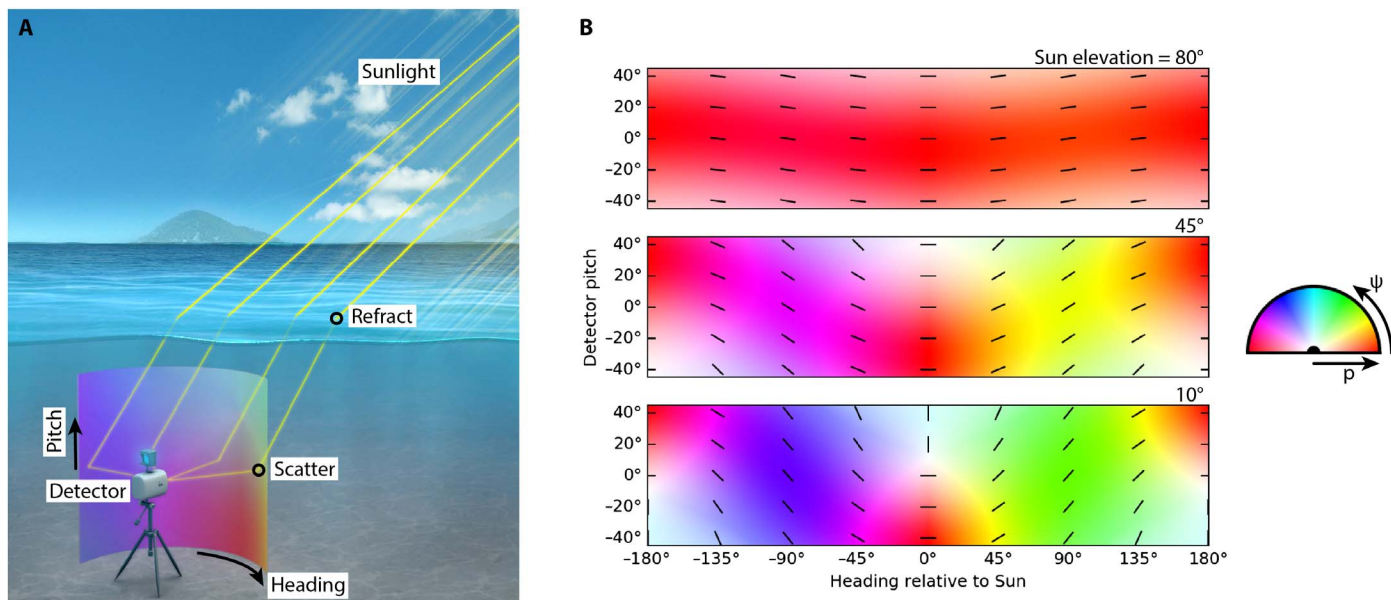 A
Sunlight
Refract
Pitch
Scatter
Detector
Heading
B
Sun elevation = 80°
40°
20°
0°
–20°
–40°
45°
40°
20°
0°
–20°
–40°
Detector pitch
ψ
p
10°
40°
20°
0°
–20°
–40°
–180° –135° –90° –45° 0° 45° 90° 135° 180°
Heading relative to Sun